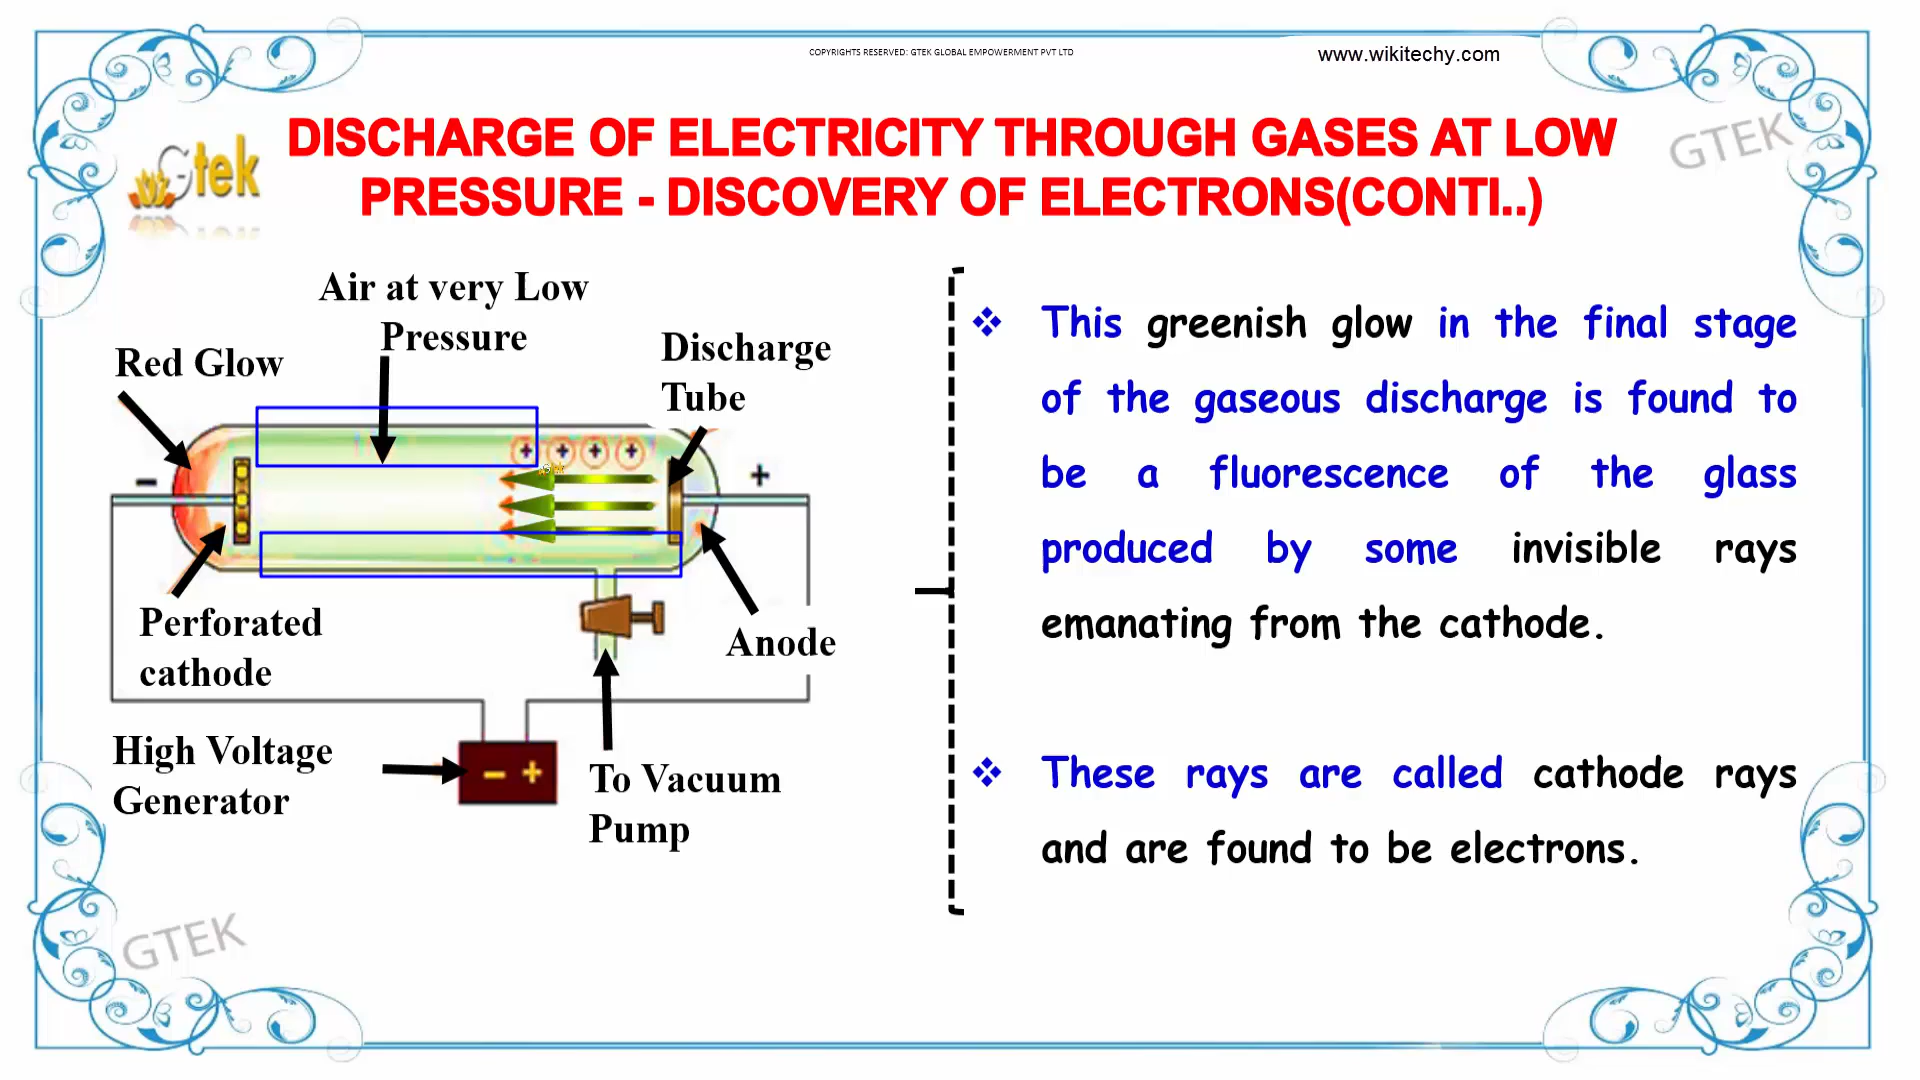 COPYRIGHTS RESERVED: GTEK GLOBAL EMPOWERMENT PVT LTD
www.wikitechy.com
Gtek
GTEK
DISCHARGE OF ELECTRICITY THROUGH GASES AT LOW
PRESSURE - DISCOVERY OF ELECTRONS(CONTI..)
Air at very Low
Pressure
Red Glow
Discharge
Tube
+ + + +
-
+
Perforated
cathode
Anode
High Voltage
Generator
- +
To Vacuum
Pump
This greenish glow in the final stage
of the gaseous discharge is found to
be a fluorescence of the glass
produced by some invisible rays
emanating from the cathode.
These rays are called cathode rays
and are found to be electrons.
GTEK